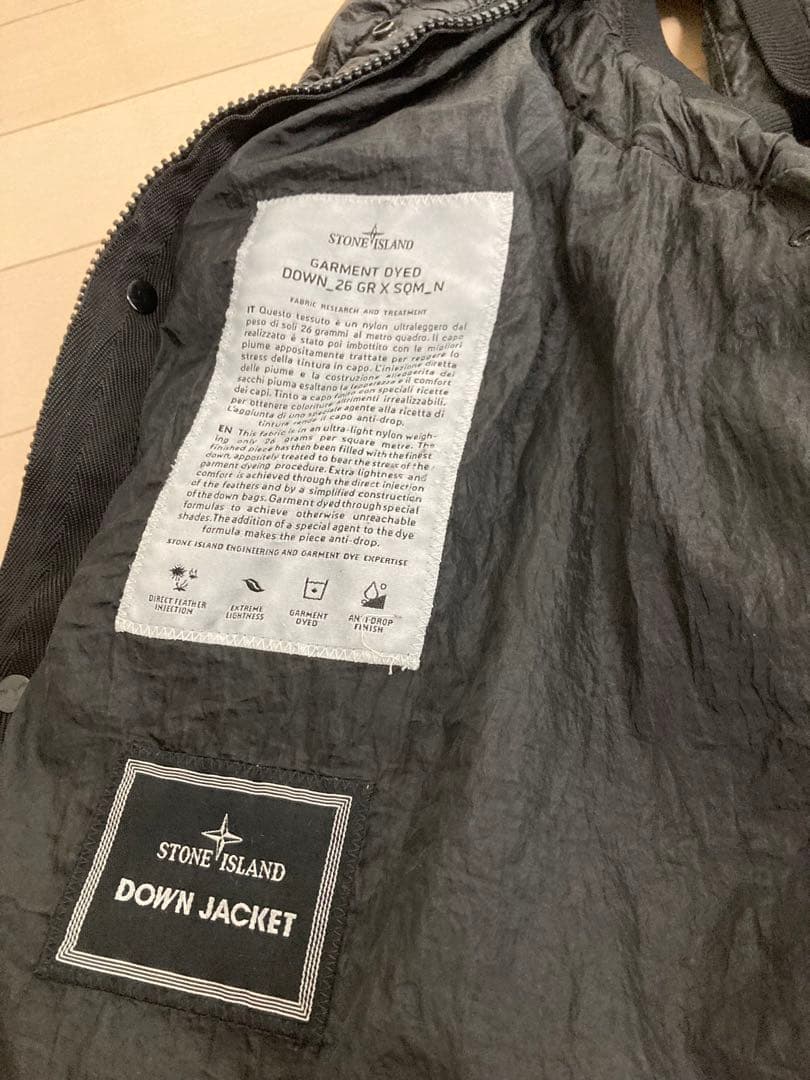 STONE ISLAND
GARMENT DYED
DOWN_26 GR X SQM_N
FABRIC RESEARCH AND TREATMENT
IT Questo tessuto è un nylon ultraleggero dal
peso di soli 26 grammi al metro quadro. Il capo
realizzato è stato poi imbottito con le migliori
piume appositamente trattate per reggere lo
stress della tintura in capo. L'iniezione diretta
delle piume e la costruzione alleggerita dei
sacchi piuma esaltano la leggerezza e il comfort
dei capi. Tinto a capo finito con speciali ricette
per ottenere coloriture altrimenti irrealizzabili.
L'aggiunta di uno speciale agente alla ricetta di
tintura rende il capo anti-drop.
EN This fabric is an ultra-light nylon weigh-
ing only 26 grams per square metre. The
finished piece has then been filled with the finest
down, appositely treated to bear the stress of the
garment dyeing procedure. Extra lightness and
comfort is achieved through the direct injection
of the feathers and by a simplified construction
of the down bags. Garment dyed through special
formulas to achieve otherwise unreachable
shades. The addition of a special agent to the dye
formula makes the piece anti-drop.
STONE ISLAND ENGINEERING AND GARMENT DYE EXPERTISE
DIRECT FEATHER
INJECTION
EXTREME
LIGHTNESS
GARMENT
DYED
ANTI-DROP
FINISH
STONE ISLAND
DOWN JACKET